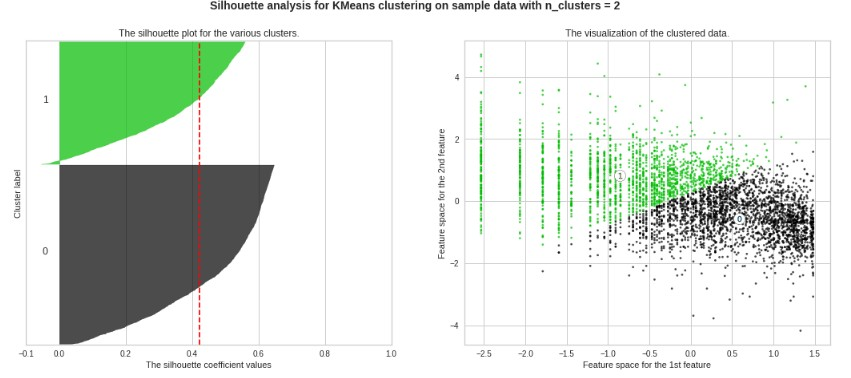 Silhouette analysis for KMeans clustering on sample data with n_clusters = 2
The silhouette plot for the various clusters.
Cluster label
1
0
−0.1 0.0 0.2 0.4 0.6 0.8 1.0
The silhouette coefficient values
The visualization of the clustered data.
Feature space for the 2nd feature
4
2
0
−2
−4
1
0
−2.5 −2.0 −1.5 −1.0 −0.5 0.0 0.5 1.0 1.5
Feature space for the 1st feature